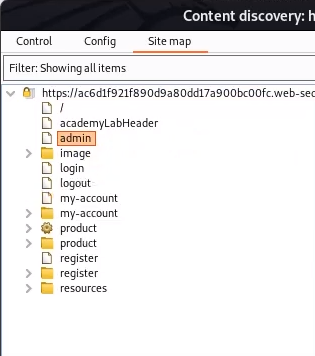 Content discovery: h
Control Config Site map
Filter: Showing all items
https://ac6d1f921f890d9a80dd17a900bc00fc.web-sec
/
academyLabHeader
admin
image
login
logout
my-account
my-account
product
product
register
register
resources